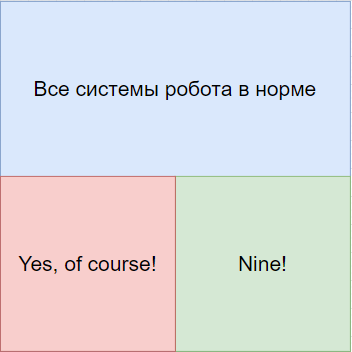 Все системы робота в норме
Yes, of course!
Nine!